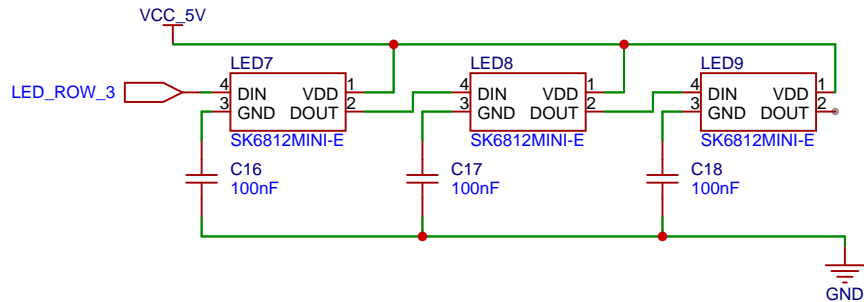 VCC_5V
LED7 LED8 LED9
LED_ROW_3
4 DIN VDD 1 4 DIN VDD 1 4 DIN VDD 1
3 GND DOUT 2 3 GND DOUT 2 3 GND DOUT 2
SK6812MINI-E SK6812MINI-E SK6812MINI-E
C16 C17 C18
100nF 100nF 100nF
GND